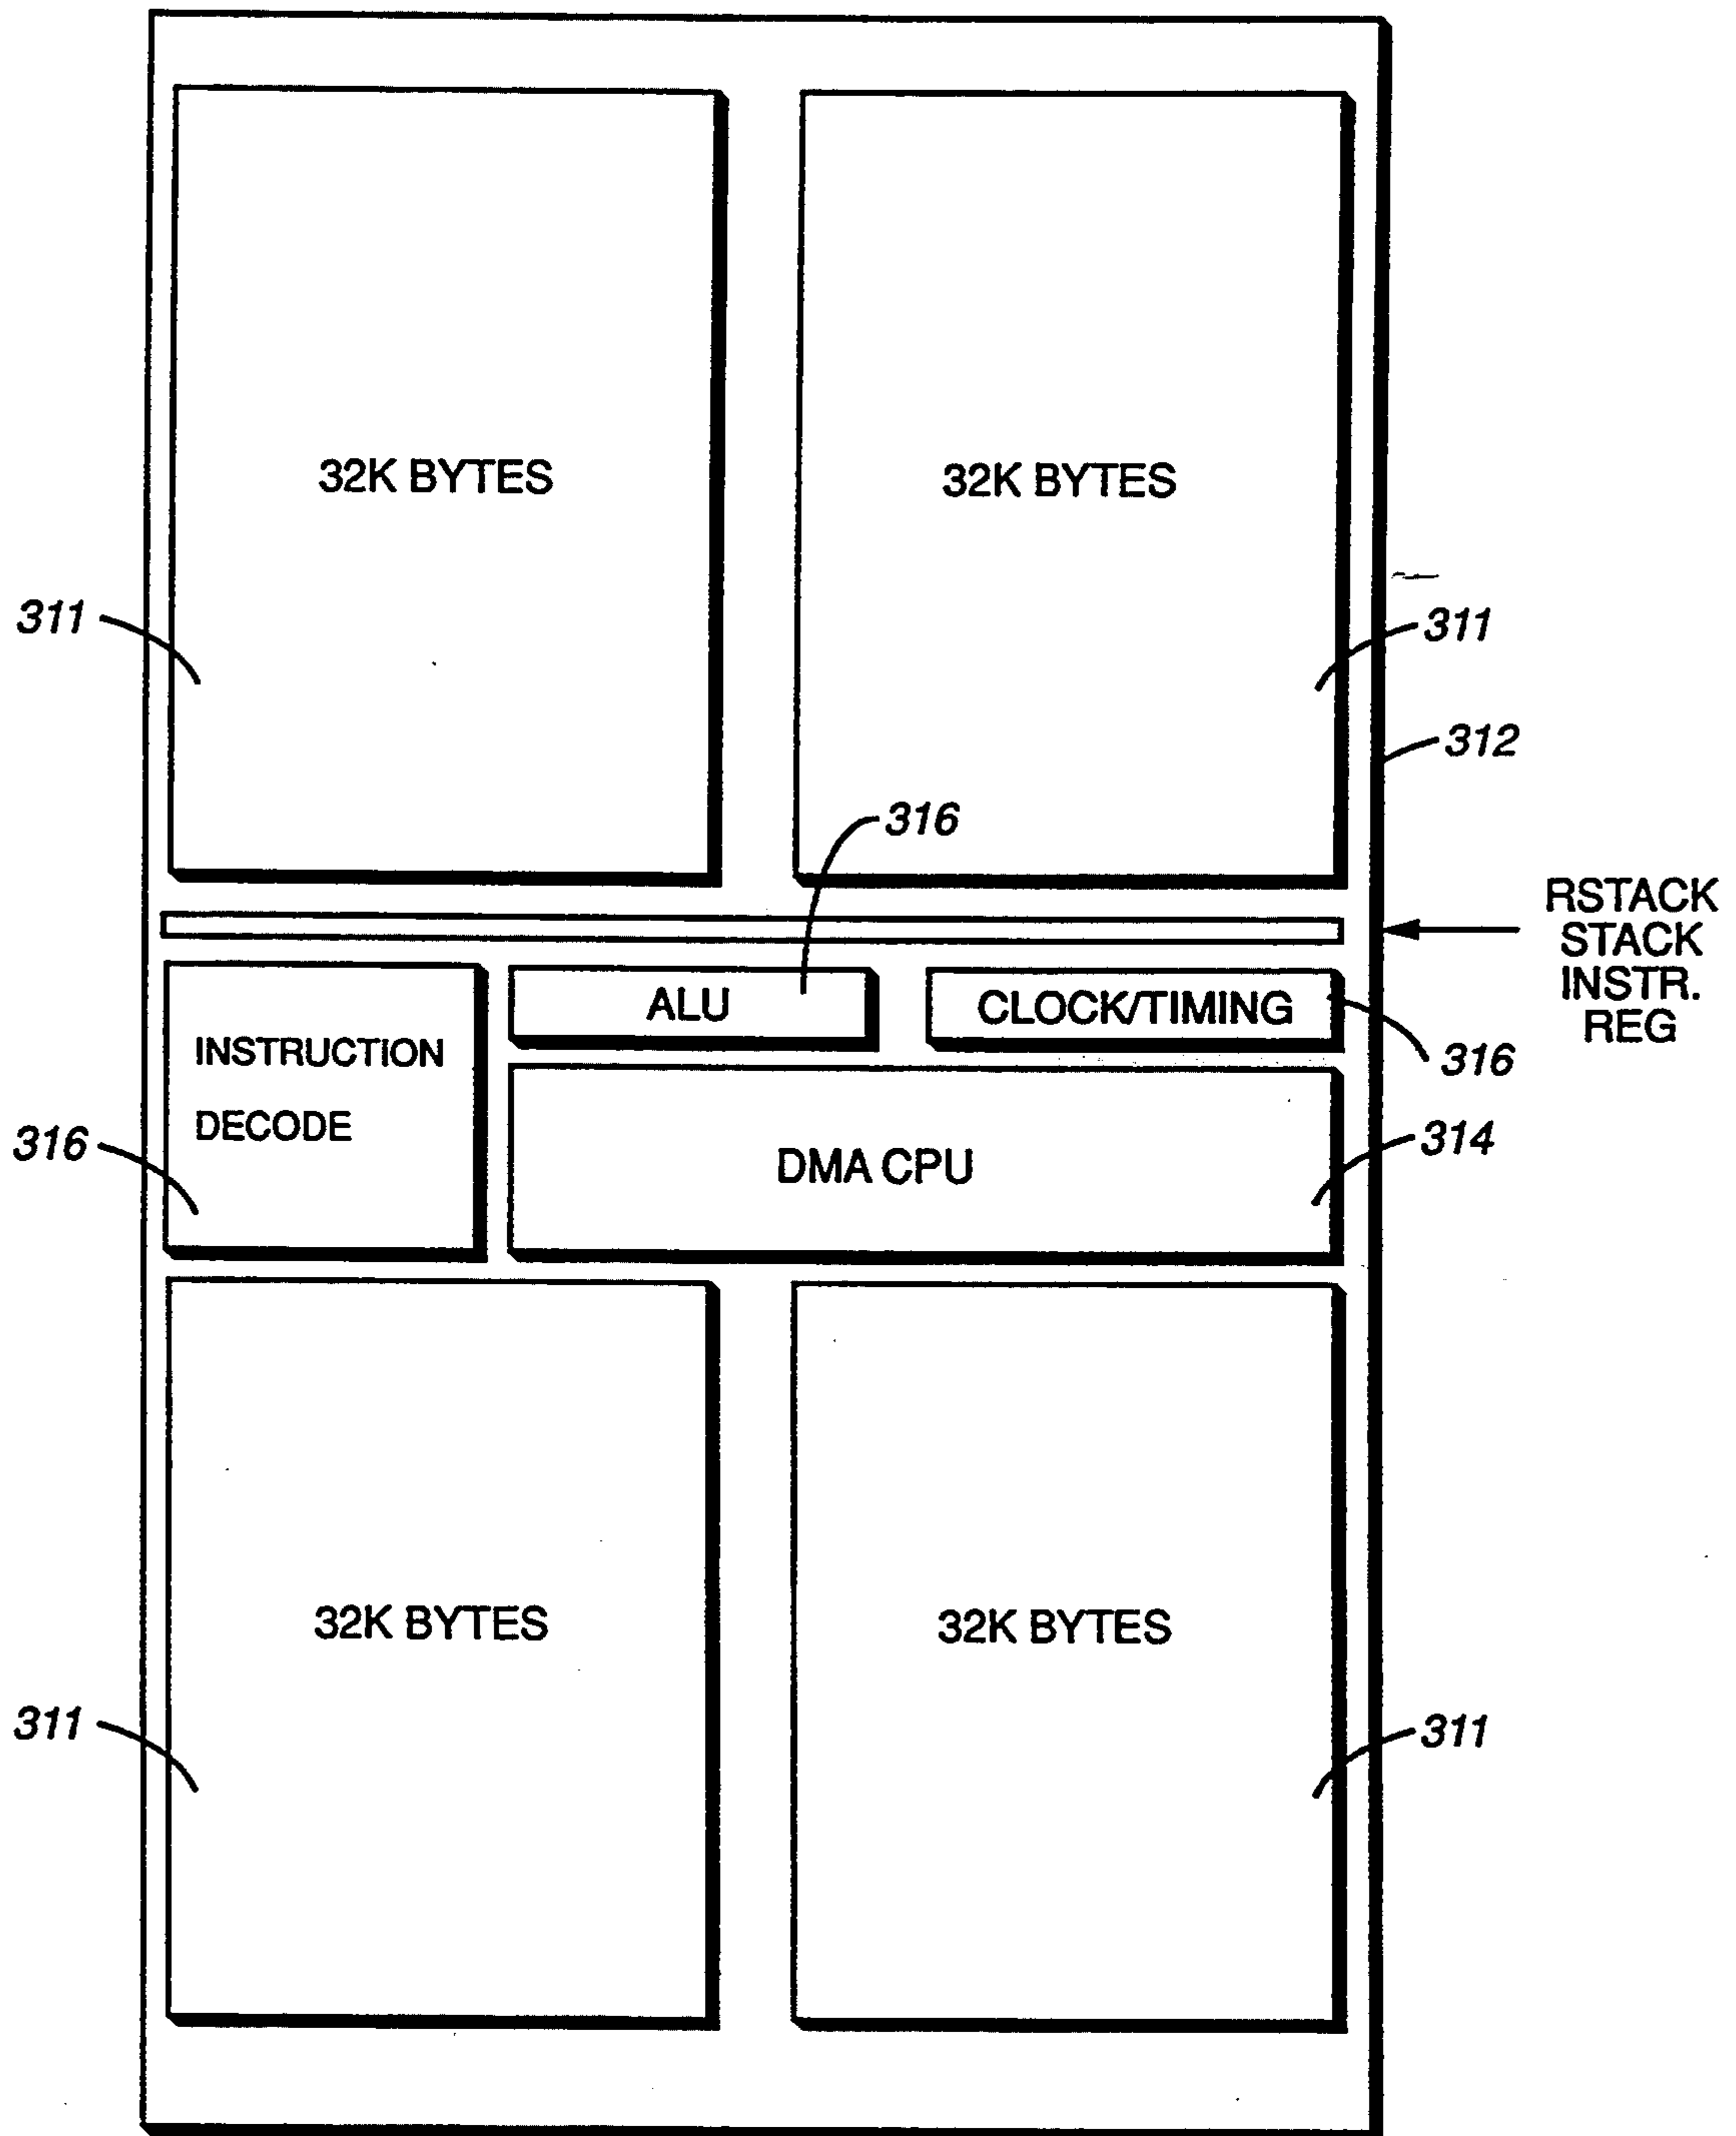 32K BYTES
32K BYTES
311
311
312
316
RSTACK
STACK
INSTR.
REG
ALU
CLOCK/TIMING
INSTRUCTION
DECODE
316
316
DMA CPU
314
32K BYTES
32K BYTES
311
311